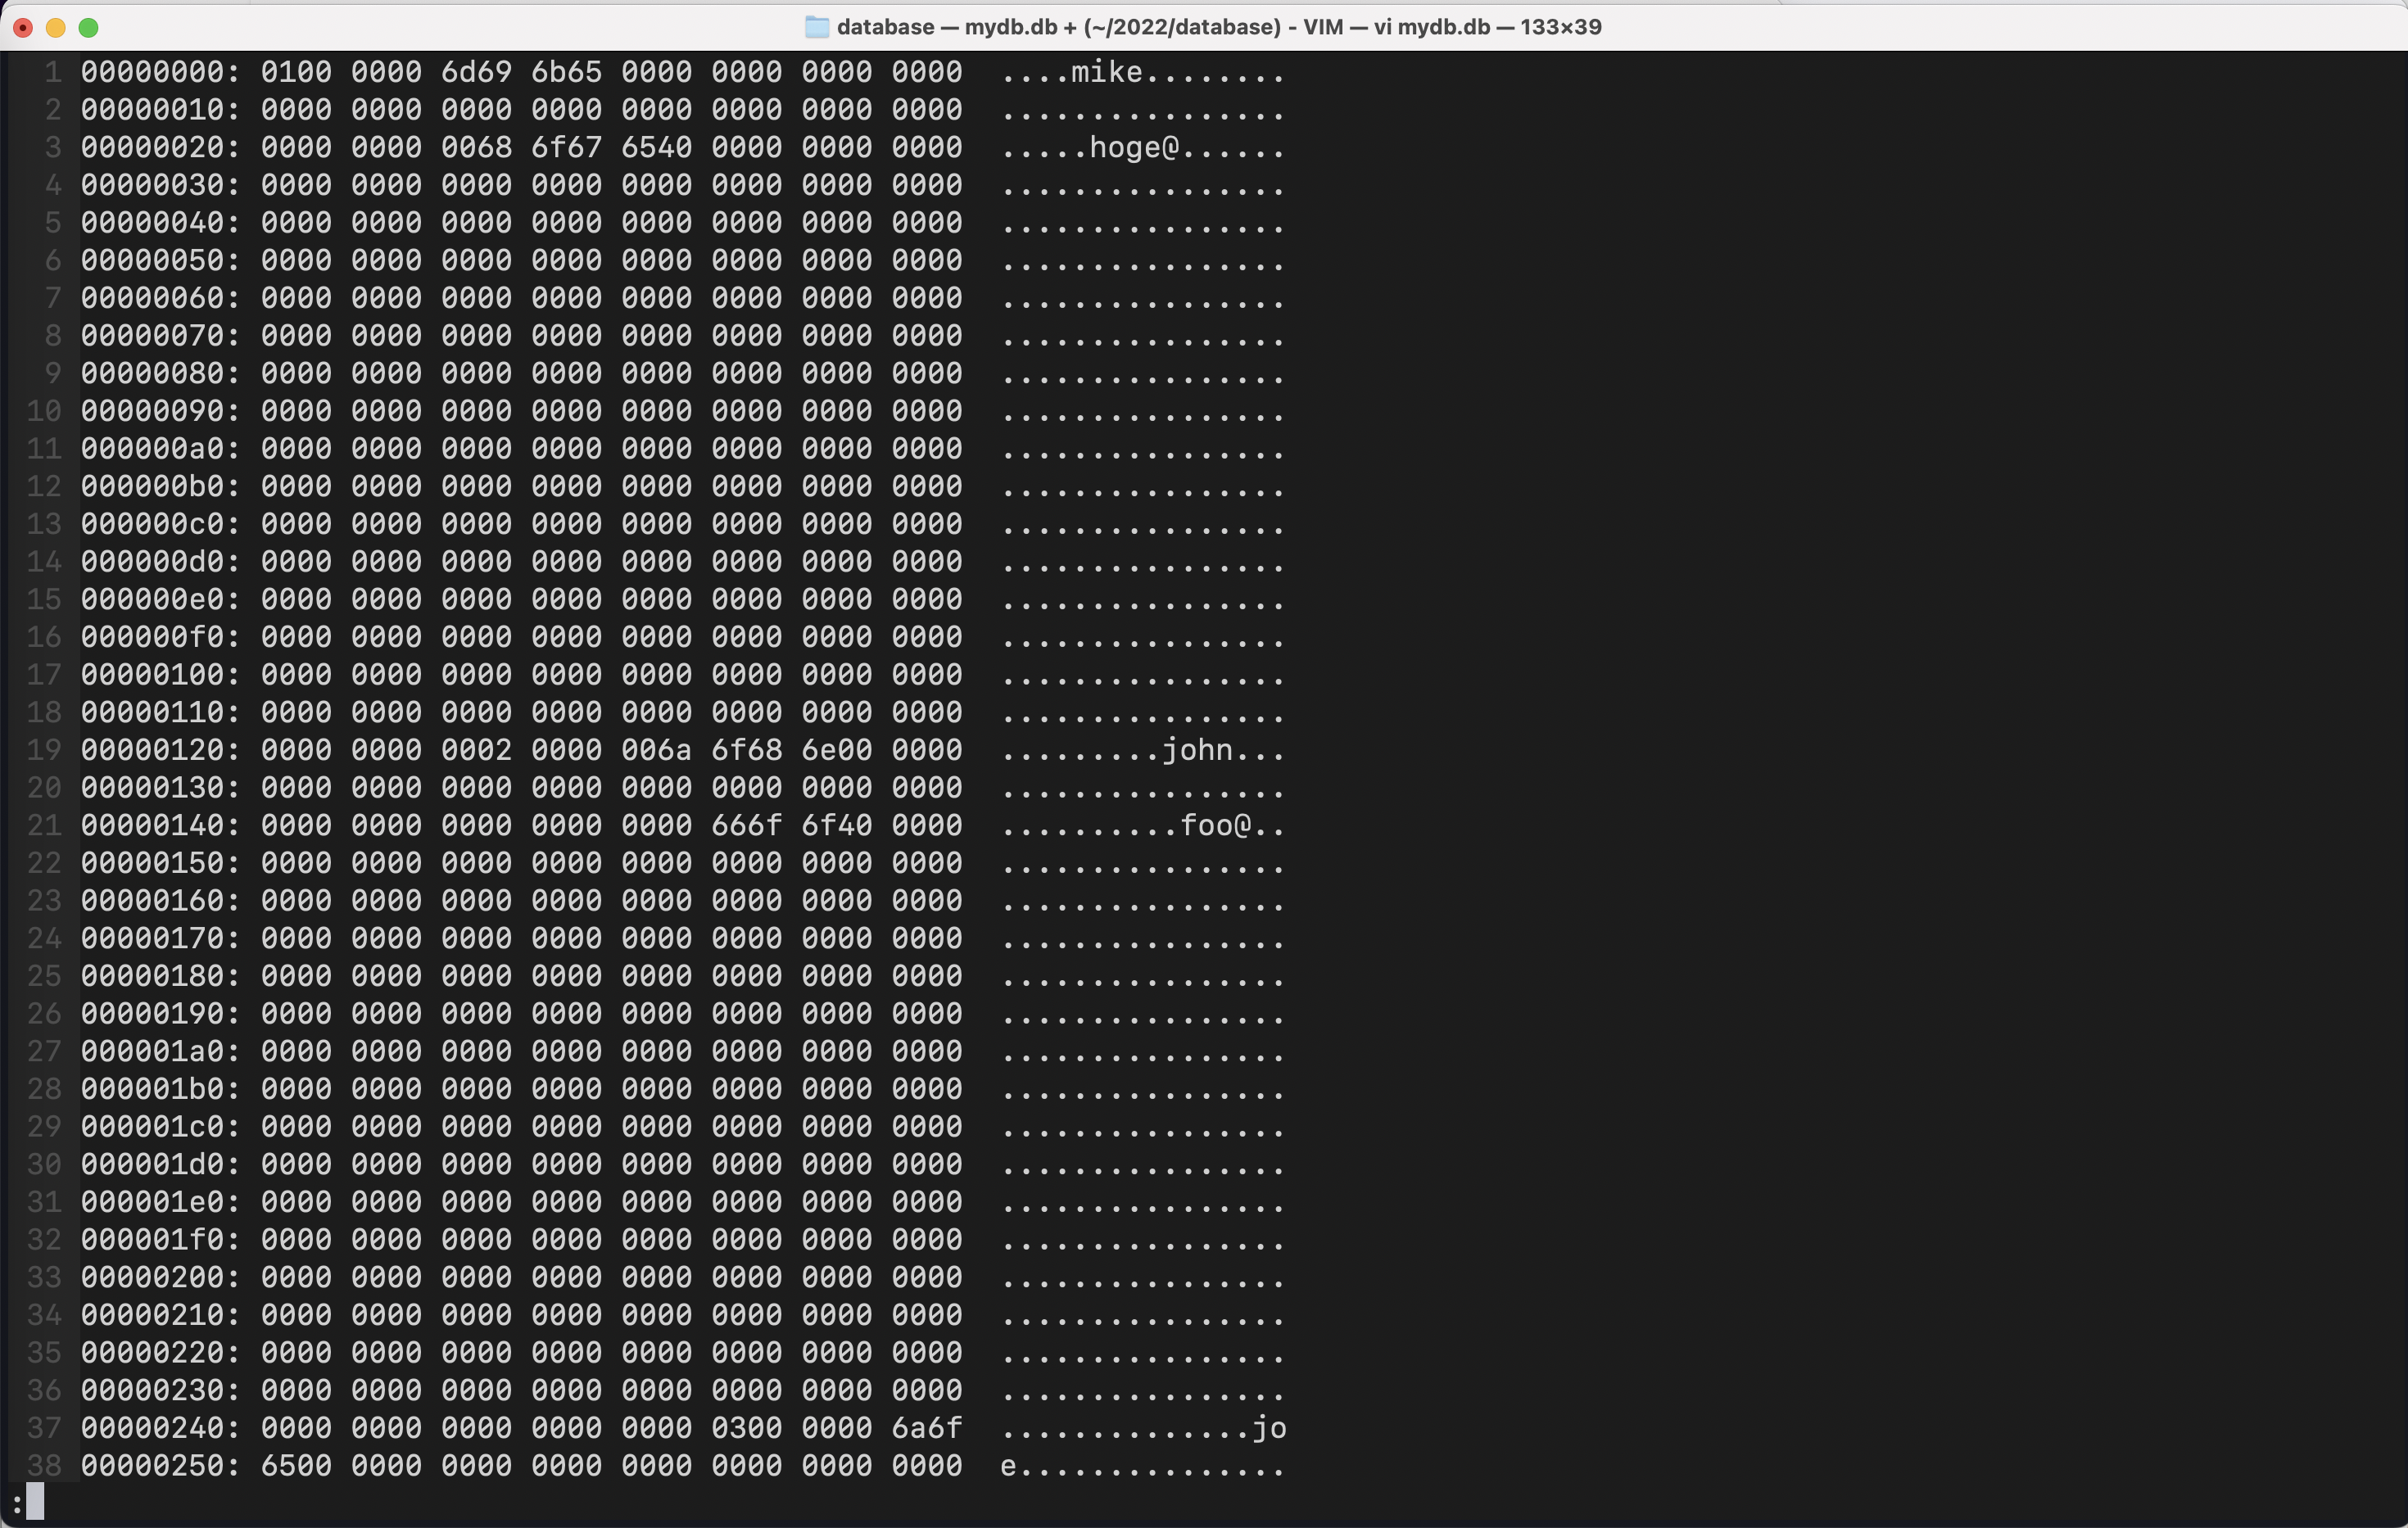 database — mydb.db + (~/2022/database) - VIM — vi mydb.db — 133×39
1 00000000: 0100 0000 6d69 6b65 0000 0000 0000 0000  ....mike........
2 00000010: 0000 0000 0000 0000 0000 0000 0000 0000  ................
3 00000020: 0000 0000 0068 6f67 6540 0000 0000 0000  .....hoge@......
4 00000030: 0000 0000 0000 0000 0000 0000 0000 0000  ................
5 00000040: 0000 0000 0000 0000 0000 0000 0000 0000  ................
6 00000050: 0000 0000 0000 0000 0000 0000 0000 0000  ................
7 00000060: 0000 0000 0000 0000 0000 0000 0000 0000  ................
8 00000070: 0000 0000 0000 0000 0000 0000 0000 0000  ................
9 00000080: 0000 0000 0000 0000 0000 0000 0000 0000  ................
10 00000090: 0000 0000 0000 0000 0000 0000 0000 0000  ................
11 000000a0: 0000 0000 0000 0000 0000 0000 0000 0000  ................
12 000000b0: 0000 0000 0000 0000 0000 0000 0000 0000  ................
13 000000c0: 0000 0000 0000 0000 0000 0000 0000 0000  ................
14 000000d0: 0000 0000 0000 0000 0000 0000 0000 0000  ................
15 000000e0: 0000 0000 0000 0000 0000 0000 0000 0000  ................
16 000000f0: 0000 0000 0000 0000 0000 0000 0000 0000  ................
17 00000100: 0000 0000 0000 0000 0000 0000 0000 0000  ................
18 00000110: 0000 0000 0000 0000 0000 0000 0000 0000  ................
19 00000120: 0000 0000 0002 0000 006a 6f68 6e00 0000  .........john...
20 00000130: 0000 0000 0000 0000 0000 0000 0000 0000  ................
21 00000140: 0000 0000 0000 0000 0000 666f 6f40 0000  ..........foo@..
22 00000150: 0000 0000 0000 0000 0000 0000 0000 0000  ................
23 00000160: 0000 0000 0000 0000 0000 0000 0000 0000  ................
24 00000170: 0000 0000 0000 0000 0000 0000 0000 0000  ................
25 00000180: 0000 0000 0000 0000 0000 0000 0000 0000  ................
26 00000190: 0000 0000 0000 0000 0000 0000 0000 0000  ................
27 000001a0: 0000 0000 0000 0000 0000 0000 0000 0000  ................
28 000001b0: 0000 0000 0000 0000 0000 0000 0000 0000  ................
29 000001c0: 0000 0000 0000 0000 0000 0000 0000 0000  ................
30 000001d0: 0000 0000 0000 0000 0000 0000 0000 0000  ................
31 000001e0: 0000 0000 0000 0000 0000 0000 0000 0000  ................
32 000001f0: 0000 0000 0000 0000 0000 0000 0000 0000  ................
33 00000200: 0000 0000 0000 0000 0000 0000 0000 0000  ................
34 00000210: 0000 0000 0000 0000 0000 0000 0000 0000  ................
35 00000220: 0000 0000 0000 0000 0000 0000 0000 0000  ................
36 00000230: 0000 0000 0000 0000 0000 0000 0000 0000  ................
37 00000240: 0000 0000 0000 0000 0000 0300 0000 6a6f  ..............jo
38 00000250: 6500 0000 0000 0000 0000 0000 0000 0000  e...............
: